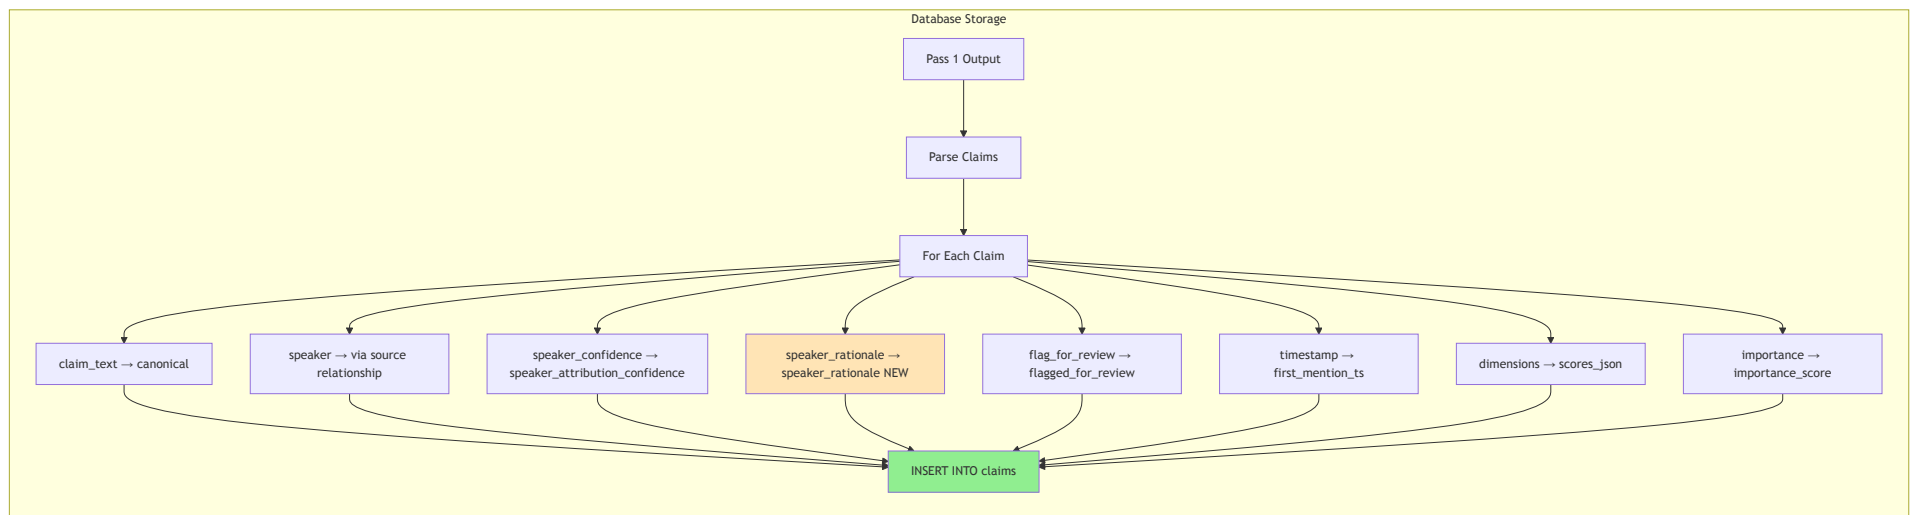 Database Storage
Pass 1 Output
Parse Claims
For Each Claim
claim_text → canonical
speaker → via source
relationship
speaker_confidence →
speaker_attribution_confidence
speaker_rationale →
speaker_rationale NEW
flag_for_review →
flagged_for_review
timestamp →
first_mention_ts
dimensions → scores_json
importance →
importance_score
INSERT INTO claims